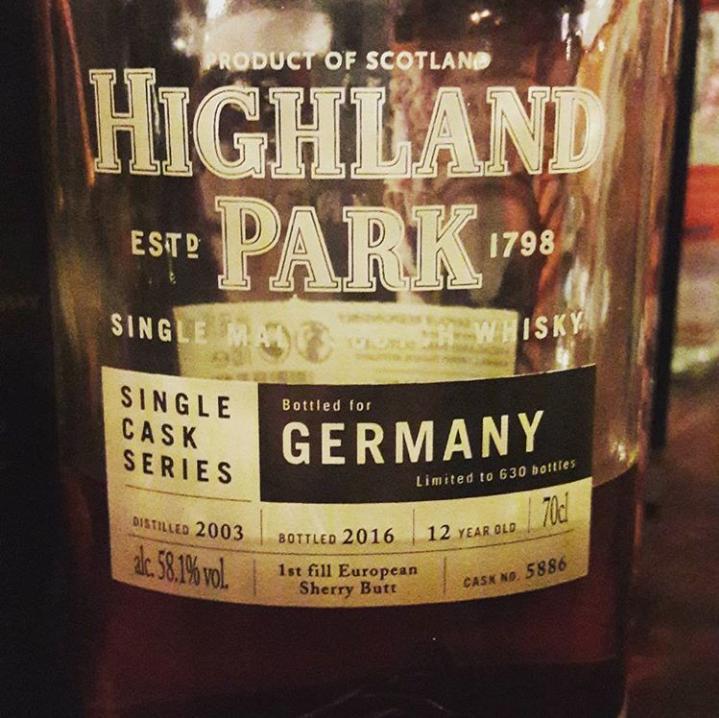 PRODUCT OF SCOTLAND
HIGHLAND
PARK
ESTD 1798
SINGLE MALT SCOTCH WHISKY
SINGLE
CASK
SERIES
Bottled for
GERMANY
Limited to 630 bottles
DISTILLED 2003
BOTTLED 2016
12 YEAR OLD
70cl
alc. 58.1% vol.
1st fill European
Sherry Butt
CASK NO. 5886